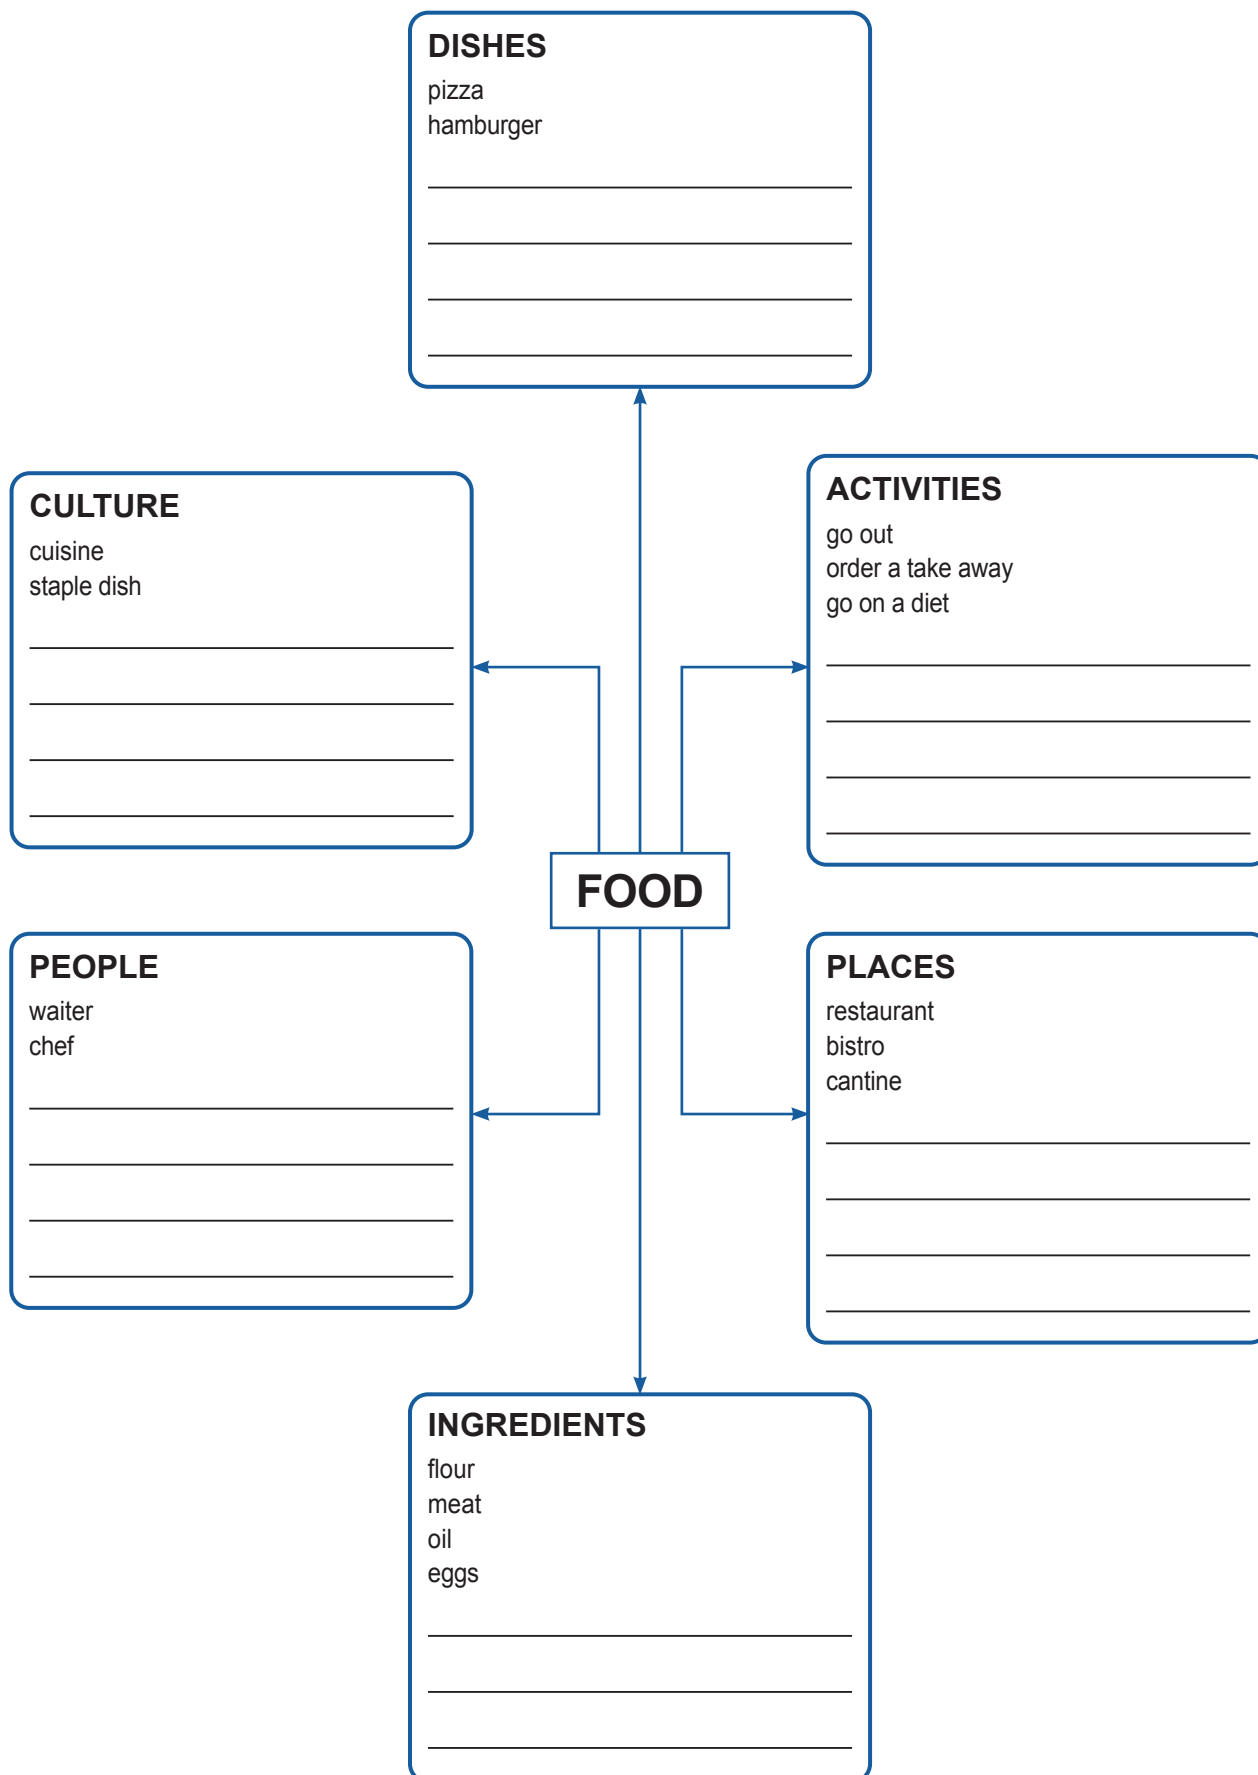 DISHES
pizza
hamburger
CULTURE
cuisine
staple dish
ACTIVITIES
go out
order a take away
go on a diet
FOOD
PEOPLE
waiter
chef
PLACES
restaurant
bistro
cantine
INGREDIENTS
flour
meat
oil
eggs